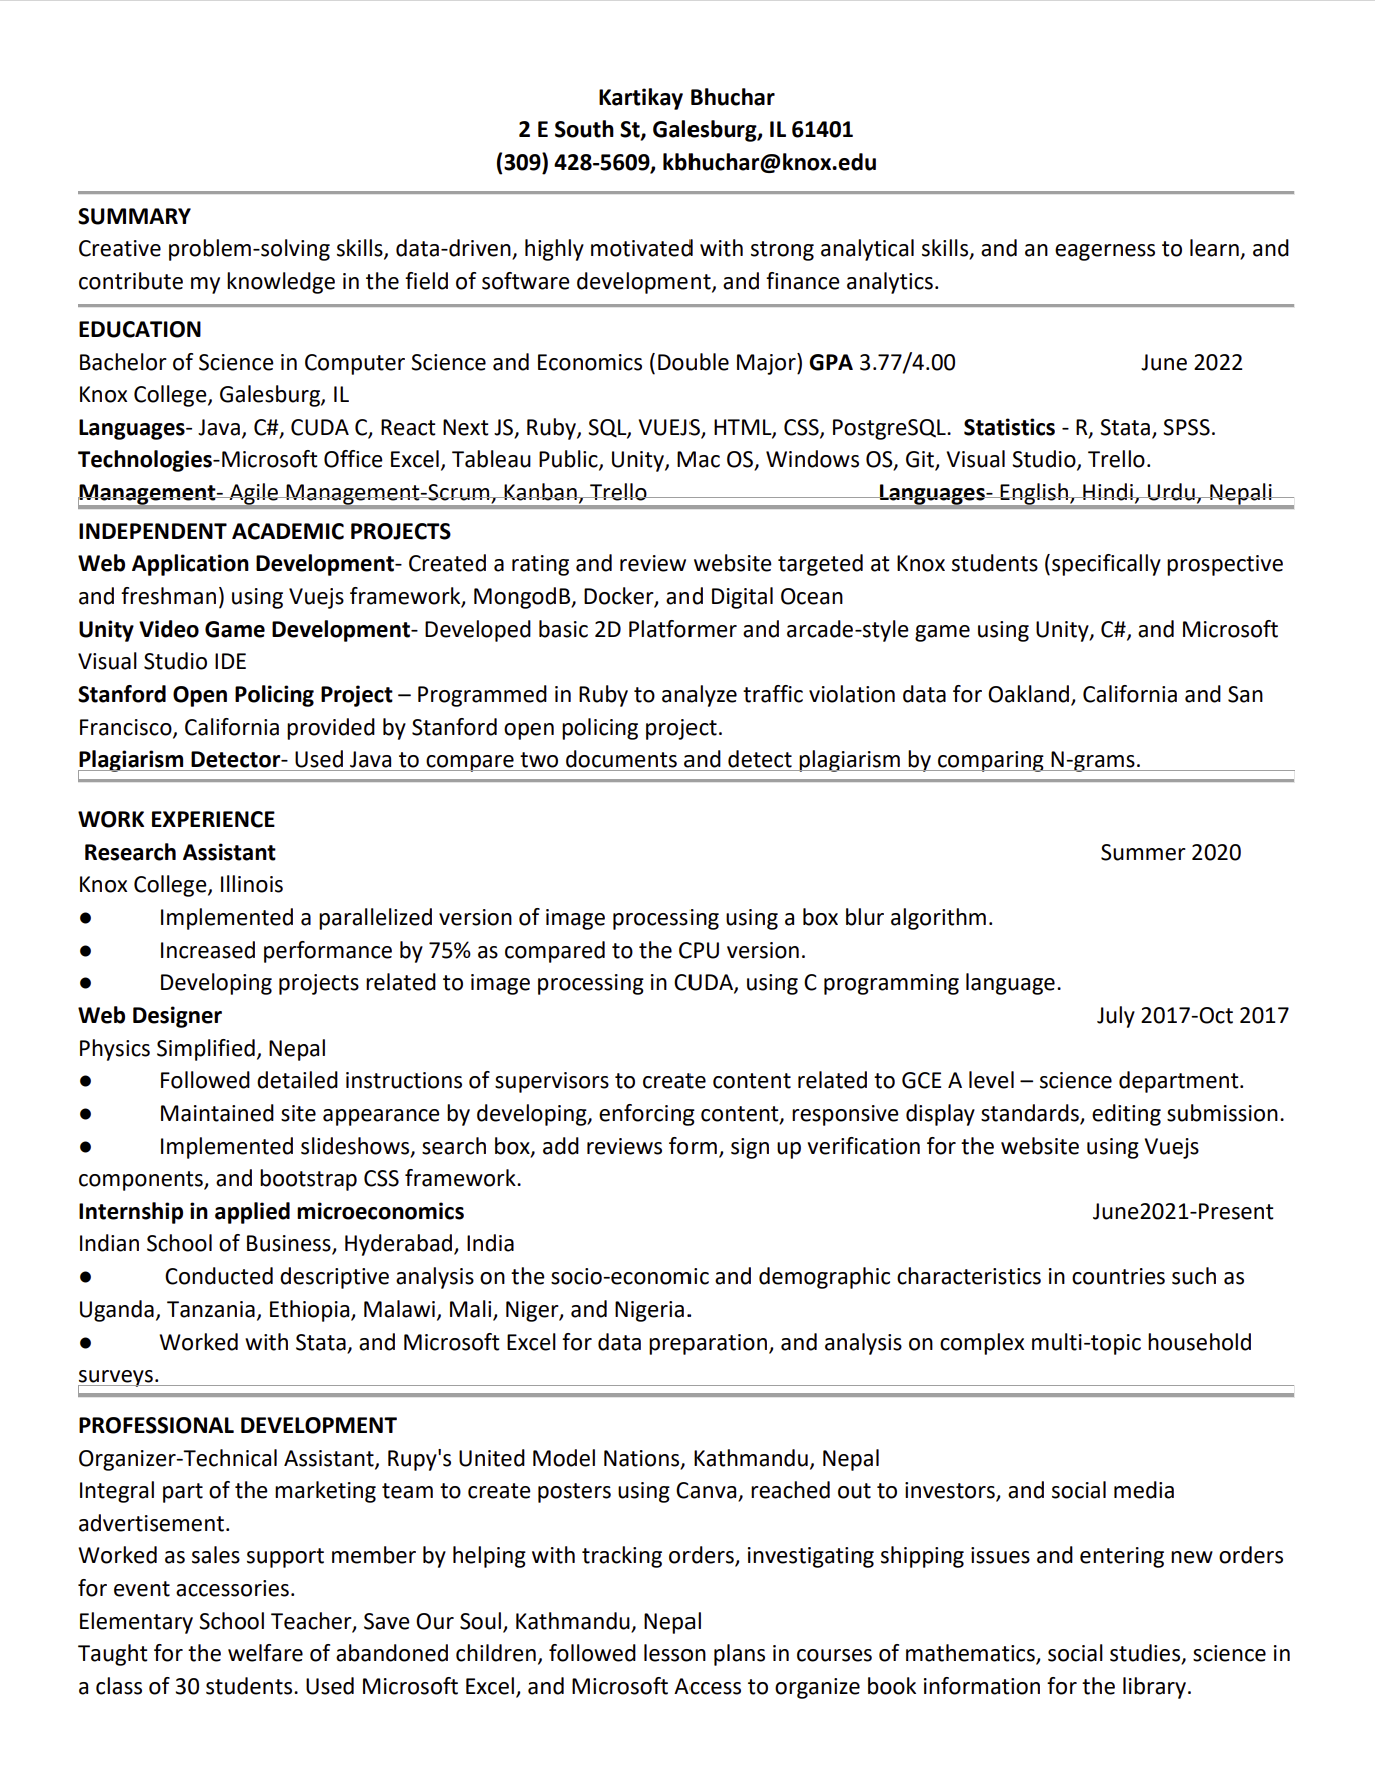 Kartikay Bhuchar
2 E South St, Galesburg, IL 61401
(309) 428-5609, kbhuchar@knox.edu
SUMMARY
Creative problem-solving skills, data-driven, highly motivated with strong analytical skills, and an eagerness to learn, and
contribute my knowledge in the field of software development, and finance analytics.
EDUCATION
Bachelor of Science in Computer Science and Economics (Double Major) GPA 3.77/4.00 June 2022
Knox College, Galesburg, IL
Languages- Java, C#, CUDA C, React Next JS, Ruby, SQL, VUEJS, HTML, CSS, PostgreSQL. Statistics - R, Stata, SPSS.
Technologies-Microsoft Office Excel, Tableau Public, Unity, Mac OS, Windows OS, Git, Visual Studio, Trello.
Management- Agile Management-Scrum, Kanban, Trello Languages- English, Hindi, Urdu, Nepali
INDEPENDENT ACADEMIC PROJECTS
Web Application Development- Created a rating and review website targeted at Knox students (specifically prospective
and freshman) using Vuejs framework, MongodB, Docker, and Digital Ocean
Unity Video Game Development- Developed basic 2D Platformer and arcade-style game using Unity, C#, and Microsoft
Visual Studio IDE
Stanford Open Policing Project – Programmed in Ruby to analyze traffic violation data for Oakland, California and San
Francisco, California provided by Stanford open policing project.
Plagiarism Detector- Used Java to compare two documents and detect plagiarism by comparing N-grams.
WORK EXPERIENCE
Research Assistant Summer 2020
Knox College, Illinois
● Implemented a parallelized version of image processing using a box blur algorithm.
● Increased performance by 75% as compared to the CPU version.
● Developing projects related to image processing in CUDA, using C programming language.
Web Designer July 2017-Oct 2017
Physics Simplified, Nepal
● Followed detailed instructions of supervisors to create content related to GCE A level – science department.
● Maintained site appearance by developing, enforcing content, responsive display standards, editing submission.
● Implemented slideshows, search box, add reviews form, sign up verification for the website using Vuejs
components, and bootstrap CSS framework.
Internship in applied microeconomics June2021-Present
Indian School of Business, Hyderabad, India
● Conducted descriptive analysis on the socio-economic and demographic characteristics in countries such as
Uganda, Tanzania, Ethiopia, Malawi, Mali, Niger, and Nigeria.
● Worked with Stata, and Microsoft Excel for data preparation, and analysis on complex multi-topic household
surveys.
PROFESSIONAL DEVELOPMENT
Organizer-Technical Assistant, Rupy's United Model Nations, Kathmandu, Nepal
Integral part of the marketing team to create posters using Canva, reached out to investors, and social media
advertisement.
Worked as sales support member by helping with tracking orders, investigating shipping issues and entering new orders
for event accessories.
Elementary School Teacher, Save Our Soul, Kathmandu, Nepal
Taught for the welfare of abandoned children, followed lesson plans in courses of mathematics, social studies, science in
a class of 30 students. Used Microsoft Excel, and Microsoft Access to organize book information for the library.